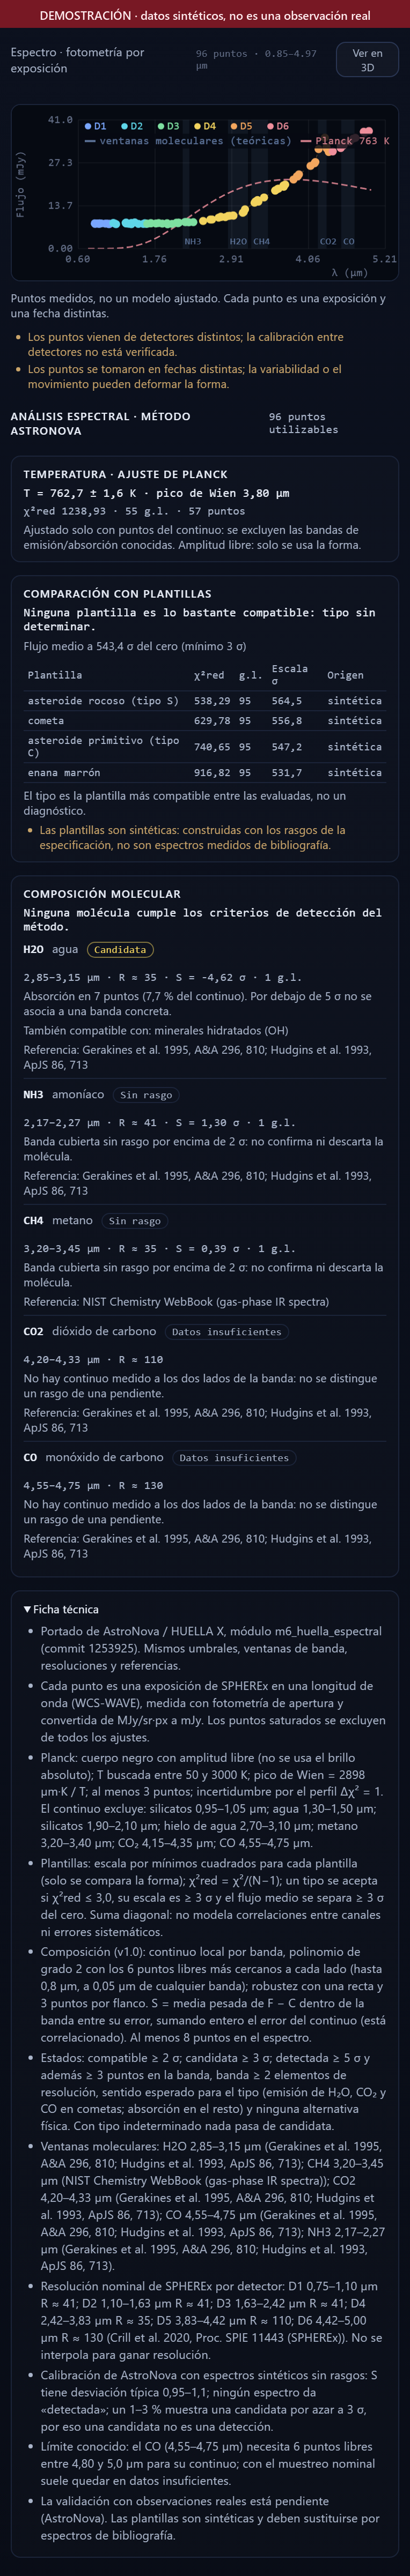 DEMOSTRACIÓN · datos sintéticos, no es una observación real
Espectro · fotometría por
exposición
96 puntos · 0.85–4.97
μm
Ver en
3D
D1 D2 D3 D4 D5 D6
ventanas moleculares (teóricas) Planck 763 K
Flujo (mJy)
41.0
27.3
13.7
0.00
NH3 H2O CH4 CO2 CO
0.60 1.76 2.91 4.06 5.21
λ (μm)
Puntos medidos, no un modelo ajustado. Cada punto es una exposición y
una fecha distintas.
• Los puntos vienen de detectores distintos; la calibración entre
detectores no está verificada.
• Los puntos se tomaron en fechas distintas; la variabilidad o el
movimiento pueden deformar la forma.
ANÁLISIS ESPECTRAL · MÉTODO
ASTRONOVA
96 puntos
utilizables
TEMPERATURA · AJUSTE DE PLANCK
T = 762,7 ± 1,6 K · pico de Wien 3,80 μm
χ²red 1238,93 · 55 g.l. · 57 puntos
Ajustado solo con puntos del continuo: se excluyen las bandas de
emisión/absorción conocidas. Amplitud libre: solo se usa la forma.
COMPARACIÓN CON PLANTILLAS
Ninguna plantilla es lo bastante compatible: tipo sin
determinar.
Flujo medio a 543,4 σ del cero (mínimo 3 σ)
Plantilla χ²red g.l. Escala σ Origen
asteroide rocoso (tipo S) 538,29 95 564,5 sintética
cometa 629,78 95 556,8 sintética
asteroide primitivo (tipo C) 740,65 95 547,2 sintética
enana marrón 916,82 95 531,7 sintética
El tipo es la plantilla más compatible entre las evaluadas, no un
diagnóstico.
• Las plantillas son sintéticas: construidas con los rasgos de la
especificación, no son espectros medidos de bibliografía.
COMPOSICIÓN MOLECULAR
Ninguna molécula cumple los criterios de detección del
método.
H2O agua Candidata
2,85–3,15 μm · R ≈ 35 · S = -4,62 σ · 1 g.l.
Absorción en 7 puntos (7,7 % del continuo). Por debajo de 5 σ no se
asocia a una banda concreta.
También compatible con: minerales hidratados (OH)
Referencia: Gerakines et al. 1995, A&A 296, 810; Hudgins et al. 1993,
ApJS 86, 713
NH3 amoníaco Sin rasgo
2,17–2,27 μm · R ≈ 41 · S = 1,30 σ · 1 g.l.
Banda cubierta sin rasgo por encima de 2 σ: no confirma ni descarta la
molécula.
Referencia: Gerakines et al. 1995, A&A 296, 810; Hudgins et al. 1993,
ApJS 86, 713
CH4 metano Sin rasgo
3,20–3,45 μm · R ≈ 35 · S = 0,39 σ · 1 g.l.
Banda cubierta sin rasgo por encima de 2 σ: no confirma ni descarta la
molécula.
Referencia: NIST Chemistry WebBook (gas-phase IR spectra)
CO2 dióxido de carbono Datos insuficientes
4,20–4,33 μm · R ≈ 110
No hay continuo medido a los dos lados de la banda: no se distingue
un rasgo de una pendiente.
Referencia: Gerakines et al. 1995, A&A 296, 810; Hudgins et al. 1993,
ApJS 86, 713
CO monóxido de carbono Datos insuficientes
4,55–4,75 μm · R ≈ 130
No hay continuo medido a los dos lados de la banda: no se distingue
un rasgo de una pendiente.
Referencia: Gerakines et al. 1995, A&A 296, 810; Hudgins et al. 1993,
ApJS 86, 713
▼ Ficha técnica
• Portado de AstroNova / HUELLA X, módulo m6_huella_espectral
(commit 1253925). Mismos umbrales, ventanas de banda,
resoluciones y referencias.
• Cada punto es una exposición de SPHEREx en una longitud de
onda (WCS-WAVE), medida con fotometría de apertura y
convertida de MJy/sr·px a mJy. Los puntos saturados se excluyen
de todos los ajustes.
• Planck: cuerpo negro con amplitud libre (no se usa el brillo
absoluto); T buscada entre 50 y 3000 K; pico de Wien = 2898
μm·K / T; al menos 3 puntos; incertidumbre por el perfil Δχ² = 1.
El continuo excluye: silicatos 0,95–1,05 μm; agua 1,30–1,50 μm;
silicatos 1,90–2,10 μm; hielo de agua 2,70–3,10 μm; metano
3,20–3,40 μm; CO₂ 4,15–4,35 μm; CO 4,55–4,75 μm.
• Plantillas: escala por mínimos cuadrados para cada plantilla
(solo se compara la forma); χ²red = χ²/(N−1); un tipo se acepta
si χ²red ≤ 3,0, su escala es ≥ 3 σ y el flujo medio se separa ≥ 3 σ
del cero. Suma diagonal: no modela correlaciones entre canales
ni errores sistemáticos.
• Composición (v1.0): continuo local por banda, polinomio de
grado 2 con los 6 puntos libres más cercanos a cada lado (hasta
0,8 μm, a 0,05 μm de cualquier banda); robustez con una recta y
3 puntos por flanco. S = media pesada de F − C dentro de la
banda entre su error, sumando entero el error del continuo (está
correlacionado). Al menos 8 puntos en el espectro.
• Estados: compatible ≥ 2 σ; candidata ≥ 3 σ; detectada ≥ 5 σ y
además ≥ 3 puntos en la banda, banda ≥ 2 elementos de
resolución, sentido esperado para el tipo (emisión de H₂O, CO₂ y
CO en cometas; absorción en el resto) y ninguna alternativa
física. Con tipo indeterminado nada pasa de candidata.
• Ventanas moleculares: H2O 2,85–3,15 μm (Gerakines et al. 1995,
A&A 296, 810; Hudgins et al. 1993, ApJS 86, 713); CH4 3,20–3,45
μm (NIST Chemistry WebBook (gas-phase IR spectra)); CO2
4,20–4,33 μm (Gerakines et al. 1995, A&A 296, 810; Hudgins et
al. 1993, ApJS 86, 713); CO 4,55–4,75 μm (Gerakines et al. 1995,
A&A 296, 810; Hudgins et al. 1993, ApJS 86, 713); NH3 2,17–2,27
μm (Gerakines et al. 1995, A&A 296, 810; Hudgins et al. 1993,
ApJS 86, 713).
• Resolución nominal de SPHEREx por detector: D1 0,75–1,10 μm
R ≈ 41; D2 1,10–1,63 μm R ≈ 41; D3 1,63–2,42 μm R ≈ 41; D4
2,42–3,83 μm R ≈ 35; D5 3,83–4,42 μm R ≈ 110; D6 4,42–5,00
μm R ≈ 130 (Crill et al. 2020, Proc. SPIE 11443 (SPHEREx)). No se
interpola para ganar resolución.
• Calibración de AstroNova con espectros sintéticos sin rasgos: S
tiene desviación típica 0,95–1,1; ningún espectro da
«detectada»; un 1–3 % muestra una candidata por azar a 3 σ,
por eso una candidata no es una detección.
• Límite conocido: el CO (4,55–4,75 μm) necesita 6 puntos libres
entre 4,80 y 5,0 μm para su continuo; con el muestreo nominal
suele quedar en datos insuficientes.
• La validación con observaciones reales está pendiente
(AstroNova). Las plantillas son sintéticas y deben sustituirse por
espectros de bibliografía.